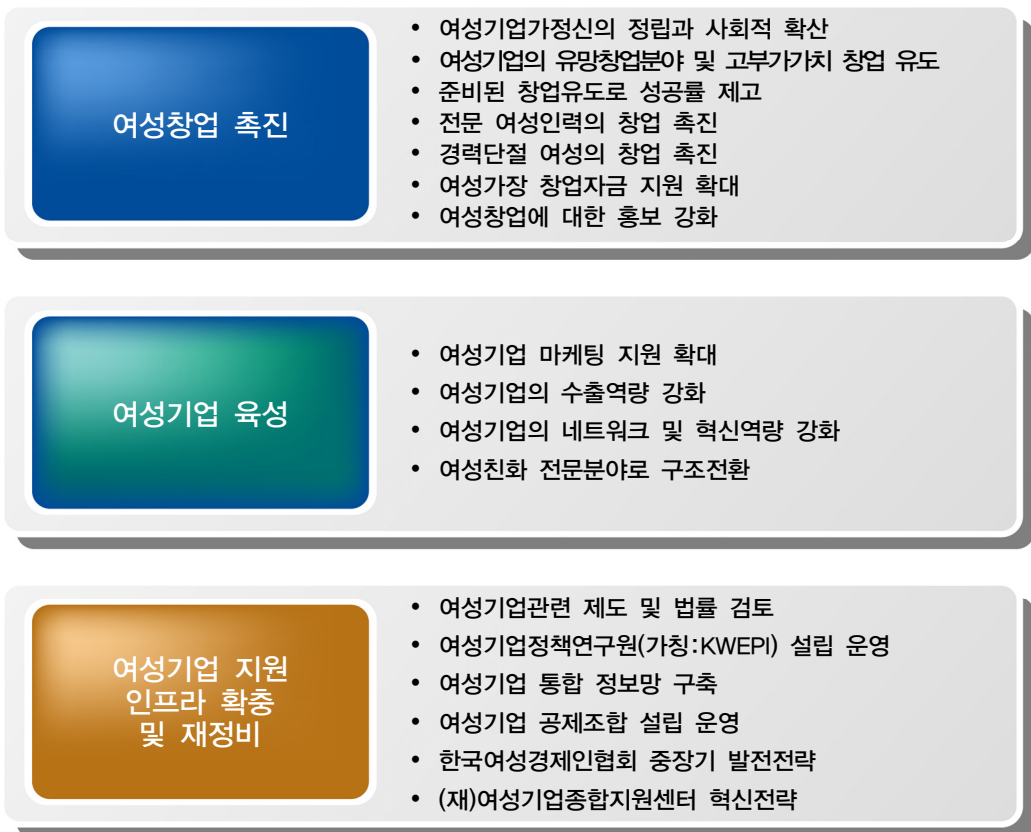 여성창업 촉진
• 여성기업가정신의 정립과 사회적 확산
• 여성기업의 유망창업분야 및 고부가가치 창업 유도
• 준비된 창업유도로 성공률 제고
• 전문 여성인력의 창업 촉진
• 경력단절 여성의 창업 촉진
• 여성가장 창업자금 지원 확대
• 여성창업에 대한 홍보 강화
여성기업 육성
• 여성기업 마케팅 지원 확대
• 여성기업의 수출역량 강화
• 여성기업의 네트워크 및 혁신역량 강화
• 여성친화 전문분야로 구조전환
여성기업 지원
인프라 확충
및 재정비
• 여성기업관련 제도 및 법률 검토
• 여성기업정책연구원(가칭:KWEPI) 설립 운영
• 여성기업 통합 정보망 구축
• 여성기업 공제조합 설립 운영
• 한국여성경제인협회 중장기 발전전략
• (재)여성기업종합지원센터 혁신전략